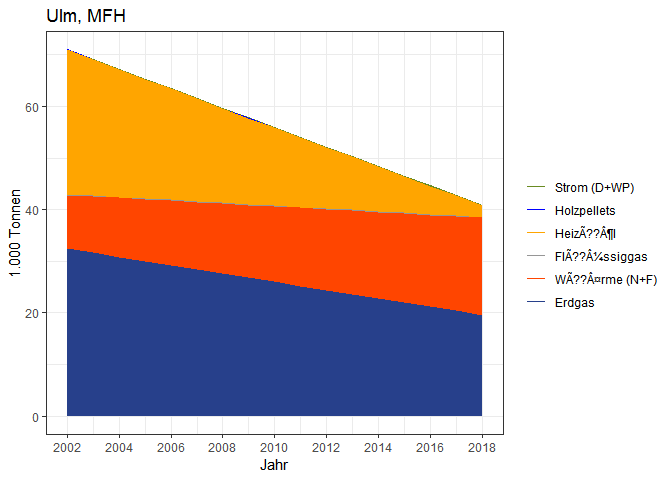 Ulm, MFH
1.000 Tonnen
60
40
20
0
2002 2004 2006 2008 2010 2012 2014 2016 2018
Jahr
Strom (D+WP)
Holzpellets
HeizÃ??Â¶l
FlÃ??Â¼ssiggas
WÃ??Â¤rme (N+F)
Erdgas